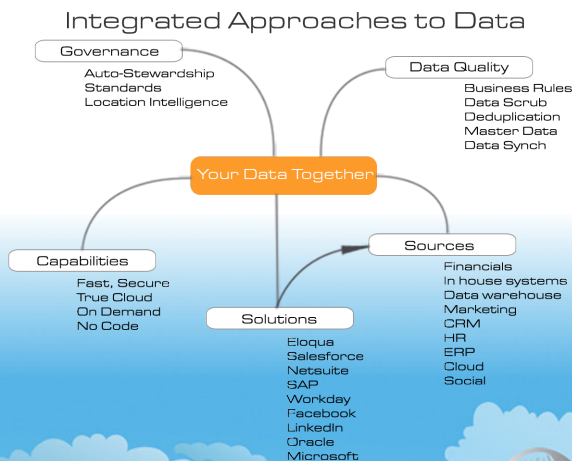 Integrated Approaches to Data
Governance
Auto-Stewardship
Standards
Location Intelligence
Data Quality
Business Rules
Data Scrub
Deduplication
Master Data
Data Synch
Your Data Together
Capabilities
Fast, Secure
True Cloud
On Demand
No Code
Solutions
Eloqua
Salesforce
Netsuite
SAP
Workday
Facebook
LinkedIn
Oracle
Microsoft
Sources
Financials
In house systems
Data warehouse
Marketing
CRM
HR
ERP
Cloud
Social